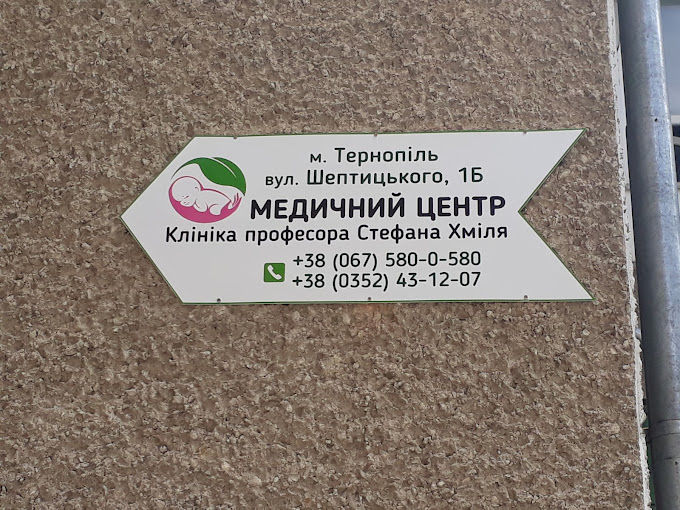 м. Тернопіль
вул. Шептицького, 1Б
МЕДИЧНИЙ ЦЕНТР
Клініка професора Стефана Хміля
+38 (067) 580-0-580
+38 (0352) 43-12-07